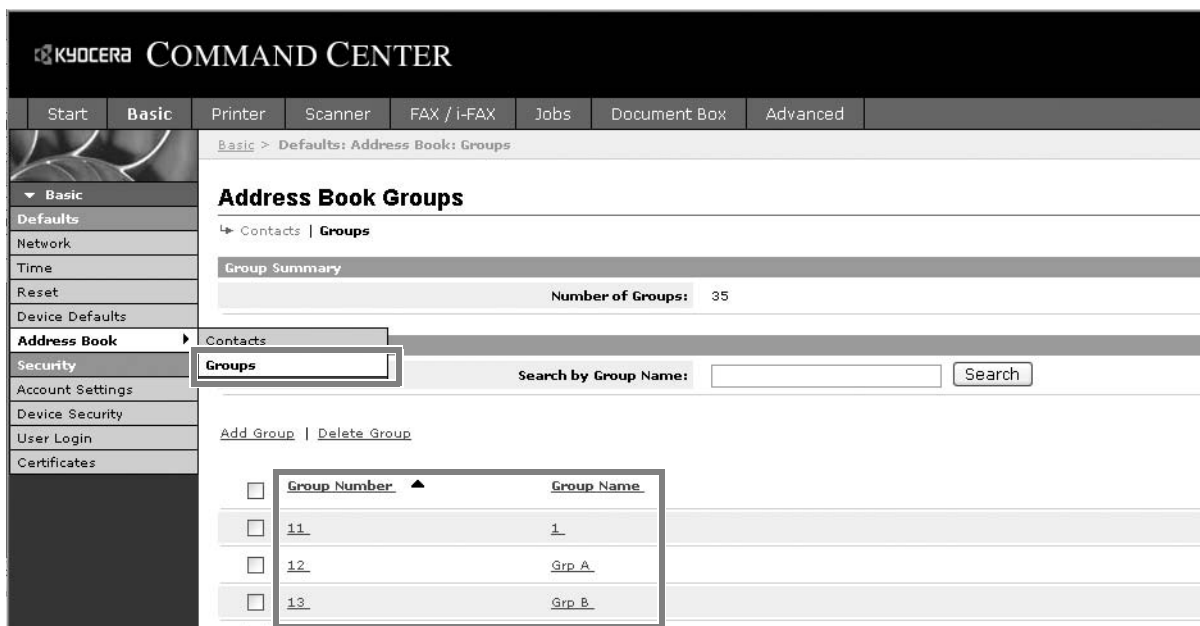 KYOCERA COMMAND CENTER
Start Basic Printer Scanner FAX / i-FAX Jobs Document Box Advanced
Basic > Defaults: Address Book: Groups
Basic
Defaults
Network
Time
Reset
Device Defaults
Address Book
Security
Account Settings
Device Security
User Login
Certificates
Contacts
Groups
Address Book Groups
Contacts | Groups
Group Summary
Number of Groups: 35
Search by Group Name: Search
Add Group | Delete Group
Group Number Group Name
11 1
12 Grp A
13 Grp B